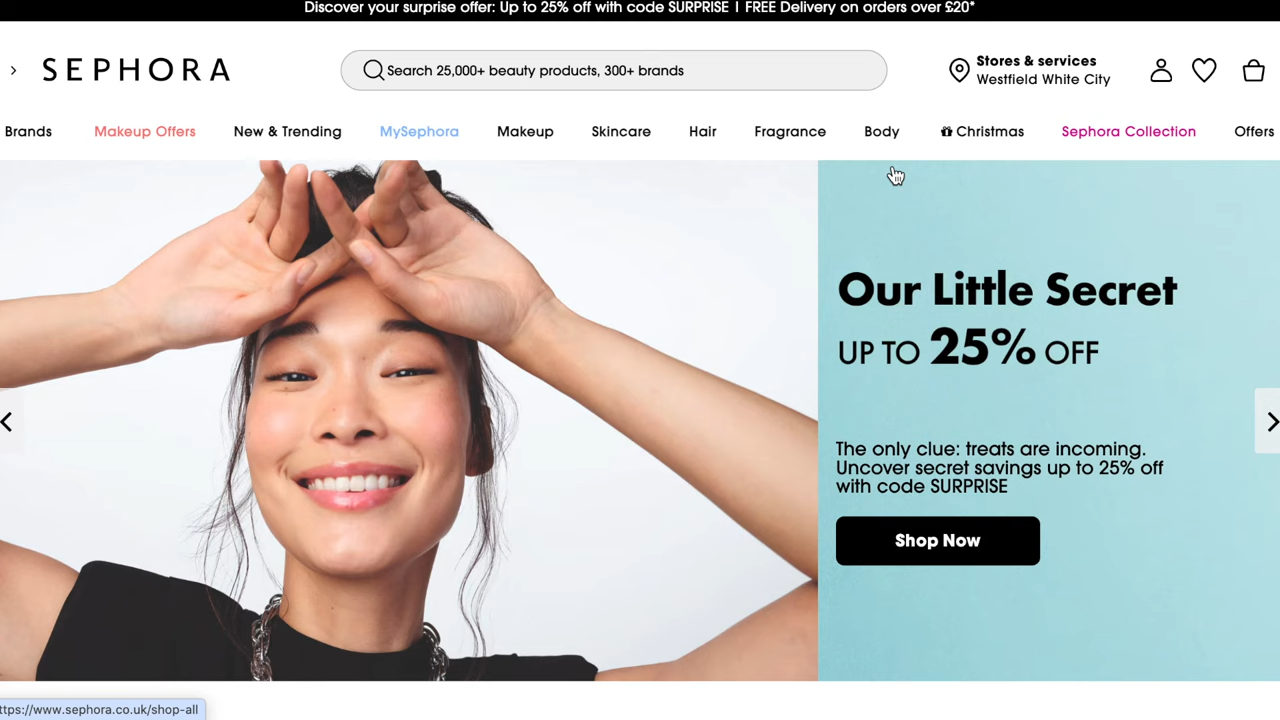 Discover your surprise offer: Up to 25% off with code SURPRISE | FREE Delivery on orders over £20*
SEPHORA
Search 25,000+ beauty products, 300+ brands
Stores & services
Westfield White City
Brands Makeup Offers New & Trending MySephora Makeup Skincare Hair Fragrance Body Christmas Sephora Collection Offers
Our Little Secret
UP TO 25% OFF
The only clue: treats are incoming.
Uncover secret savings up to 25% off
with code SURPRISE
Shop Now
ttps://www.sephora.co.uk/shop-all